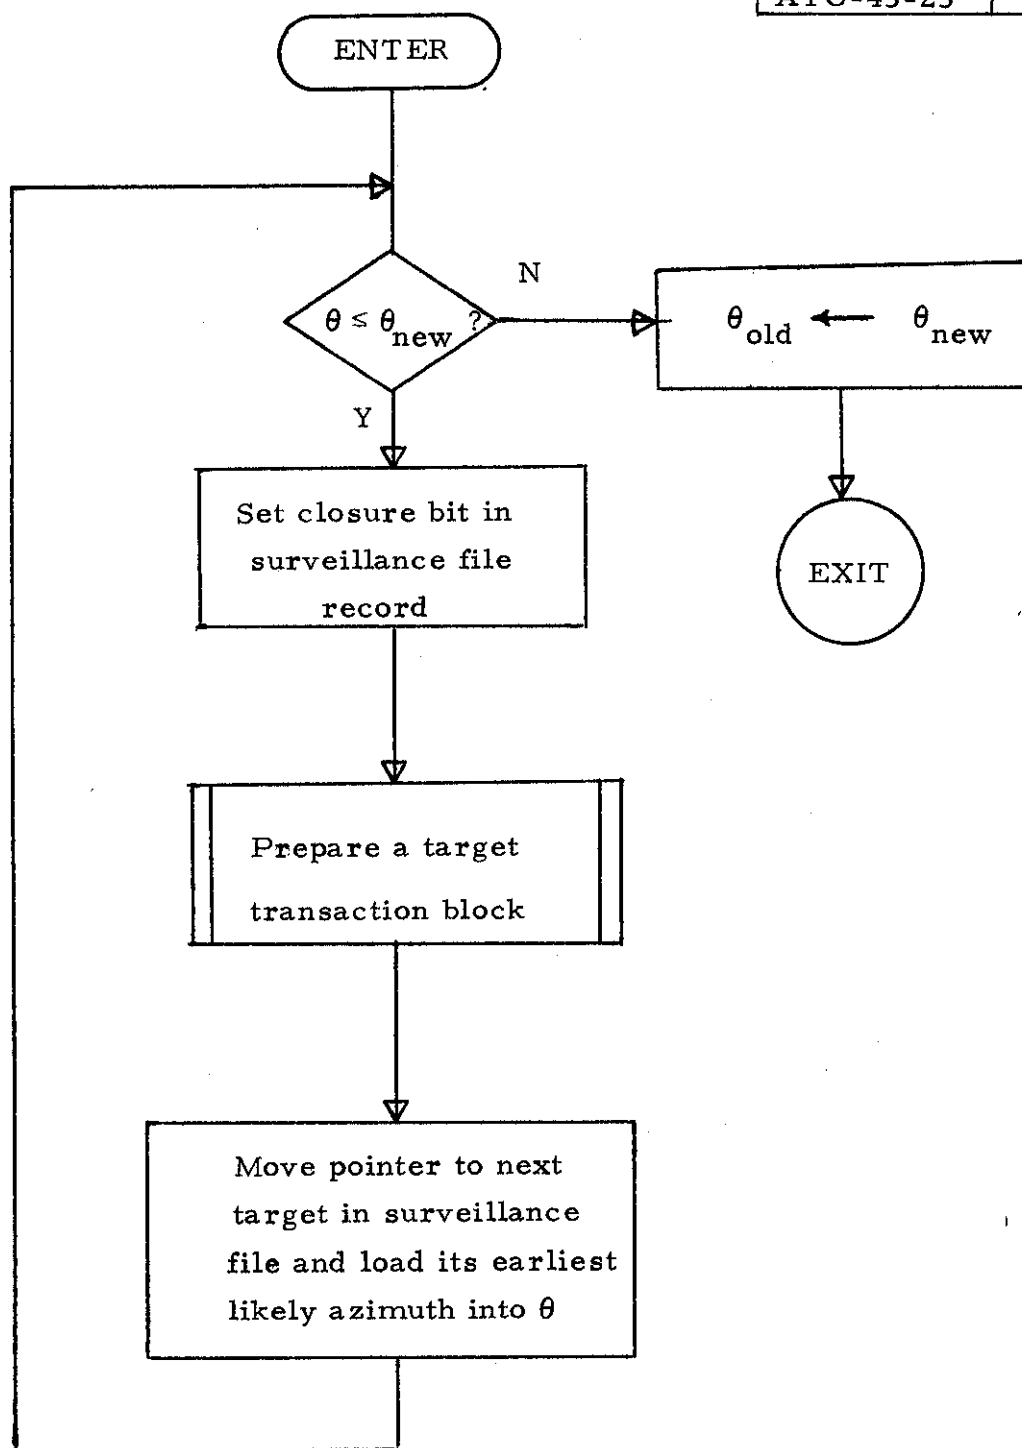 ENTER
N
θ ≤ θnew ?
θold ← θnew
Y
Set closure bit in
surveillance file
record
EXIT
Prepare a target
transaction block
Move pointer to next
target in surveillance
file and load its earliest
likely azimuth into θ